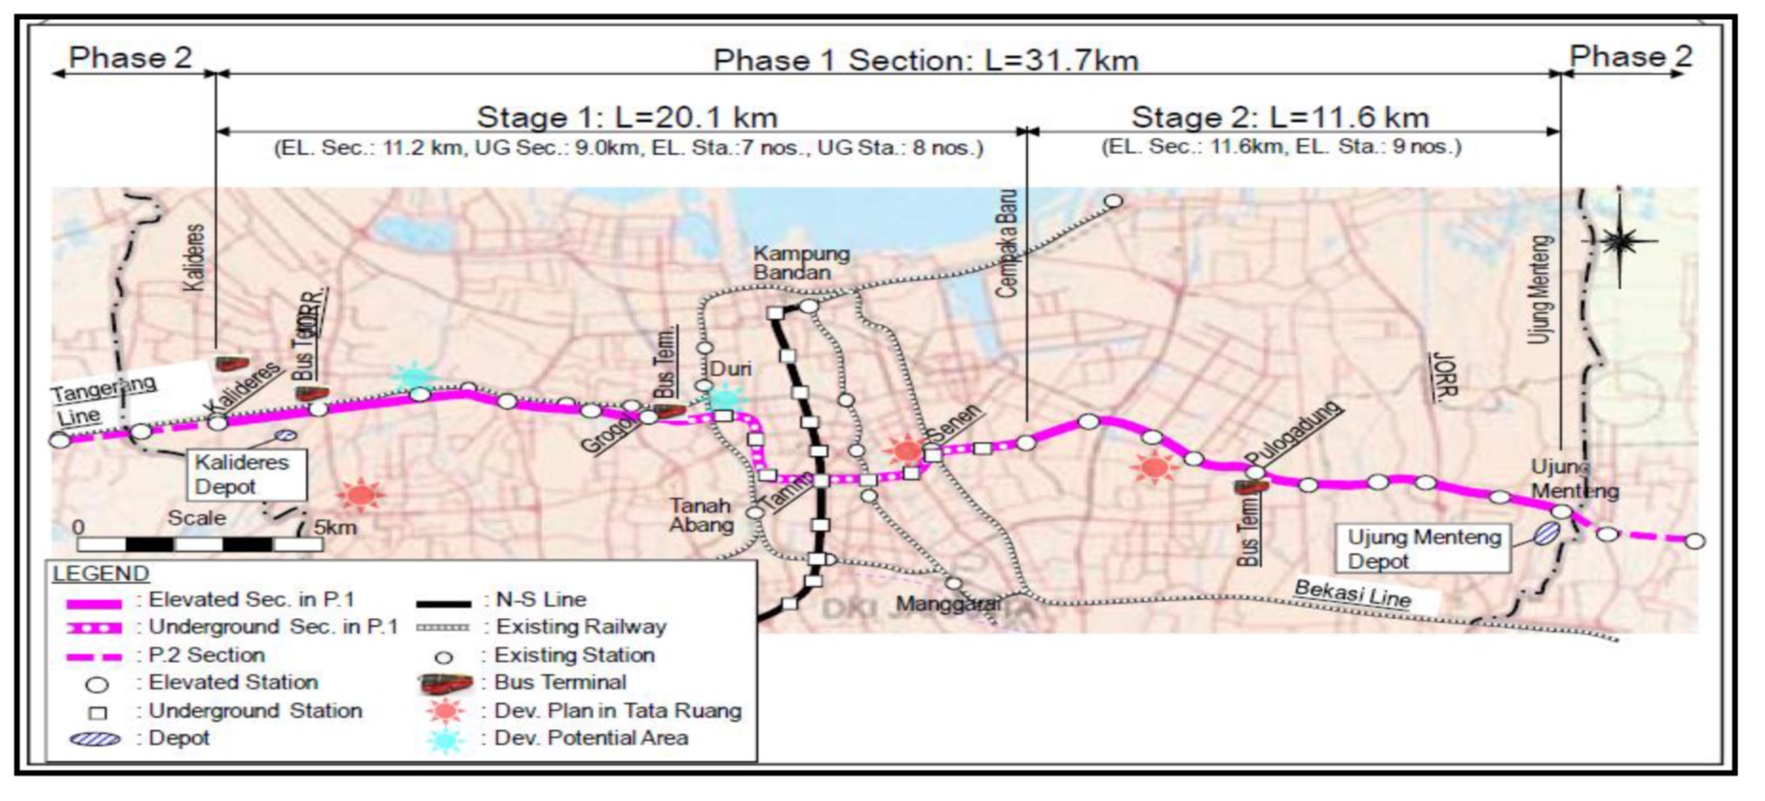 Phase 2
Phase 1 Section: L=31.7km
Phase 2
Stage 1: L=20.1 km
Stage 2: L=11.6 km
(EL. Sec.: 11.2 km, UG Sec.: 9.0km, EL. Sta.:7 nos., UG Sta.: 8 nos.)
(EL. Sec.: 11.6km, EL. Sta.: 9 nos.)
Kalideres
Cempaka Baru
Ujung Menteng
Kampung
Bandan
JORR.
Bus Term.
Bus Term.
Duri
JORR.
Tangerang
Line
Kalideres
Grogol
Senen
Pulogadung
Kalideres
Depot
Tanah
Abang
Tamrin
Bus Term.
Ujung
Menteng
Ujung Menteng
Depot
Scale
0
5km
Bekasi Line
Manggarai
DKI JAKARTA
LEGEND
: Elevated Sec. in P.1
: N-S Line
: Underground Sec. in P.1
: Existing Railway
: P.2 Section
: Existing Station
: Elevated Station
: Bus Terminal
: Underground Station
: Dev. Plan in Tata Ruang
: Depot
: Dev. Potential Area